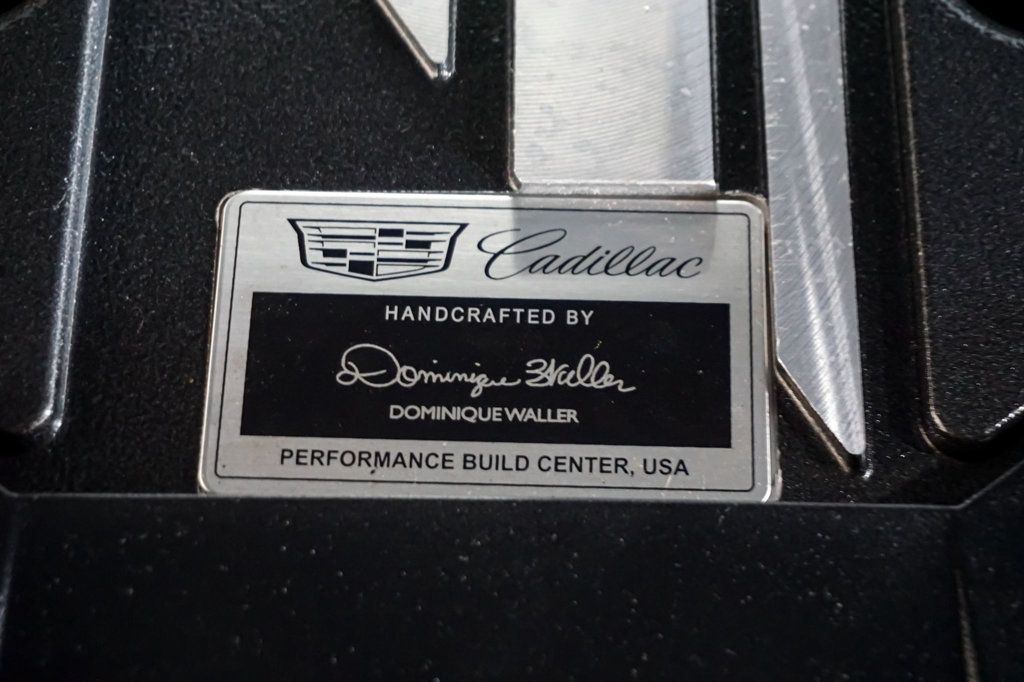 Cadillac
HANDCRAFTED BY
Dominique Waller
DOMINIQUE WALLER
PERFORMANCE BUILD CENTER, USA